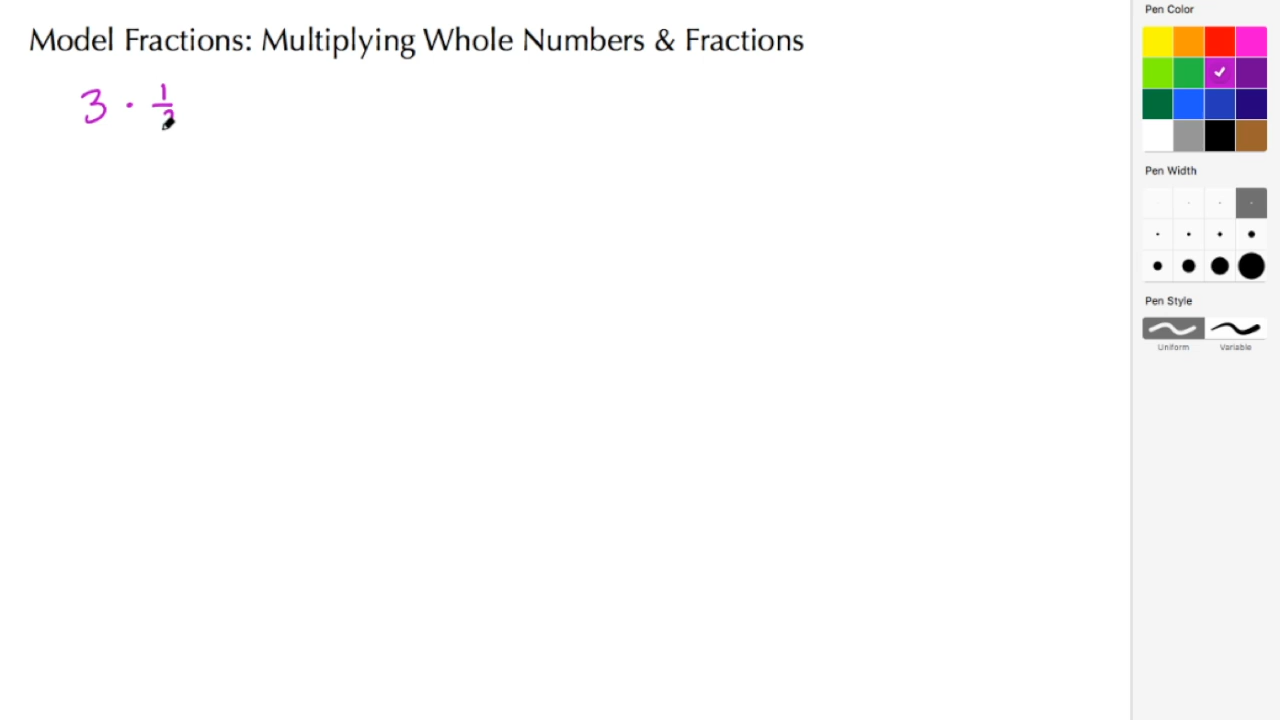 Model Fractions: Multiplying Whole Numbers & Fractions
3 · 1/2
Pen Color
Pen Width
Pen Style
Uniform Variable